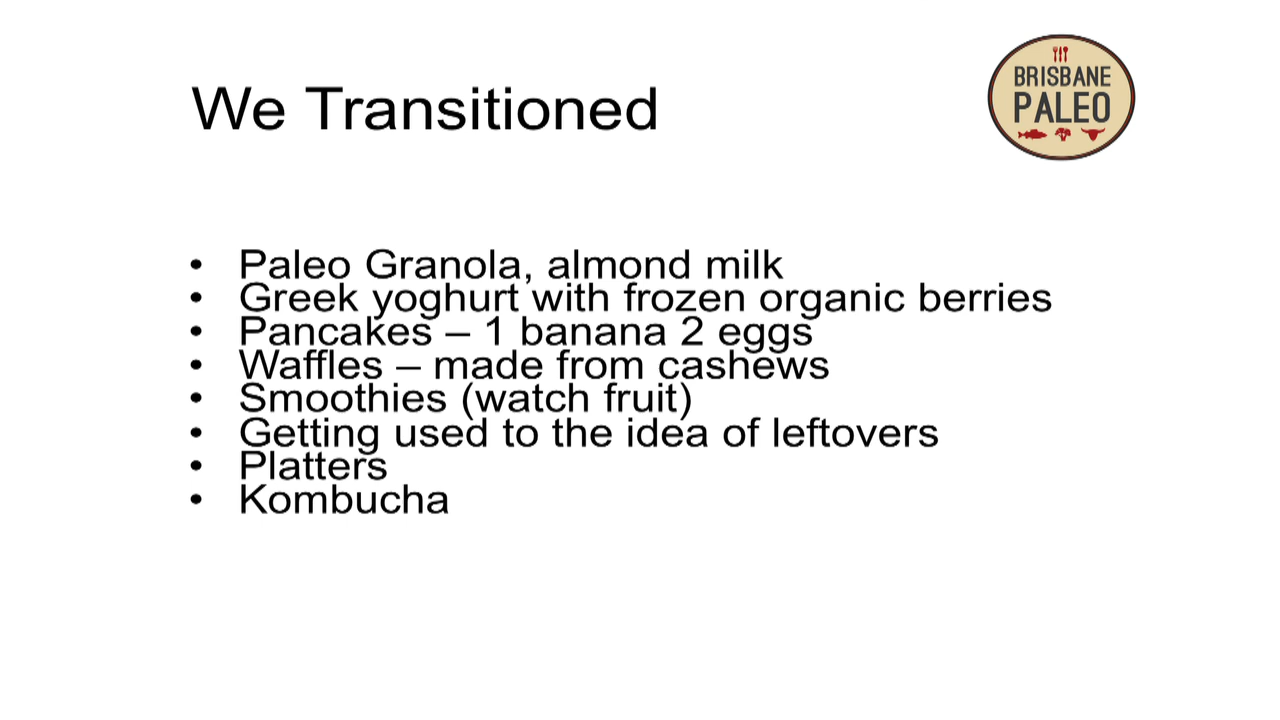 We Transitioned
BRISBANE
PALEO
• Paleo Granola, almond milk
• Greek yoghurt with frozen organic berries
• Pancakes – 1 banana 2 eggs
• Waffles – made from cashews
• Smoothies (watch fruit)
• Getting used to the idea of leftovers
• Platters
• Kombucha